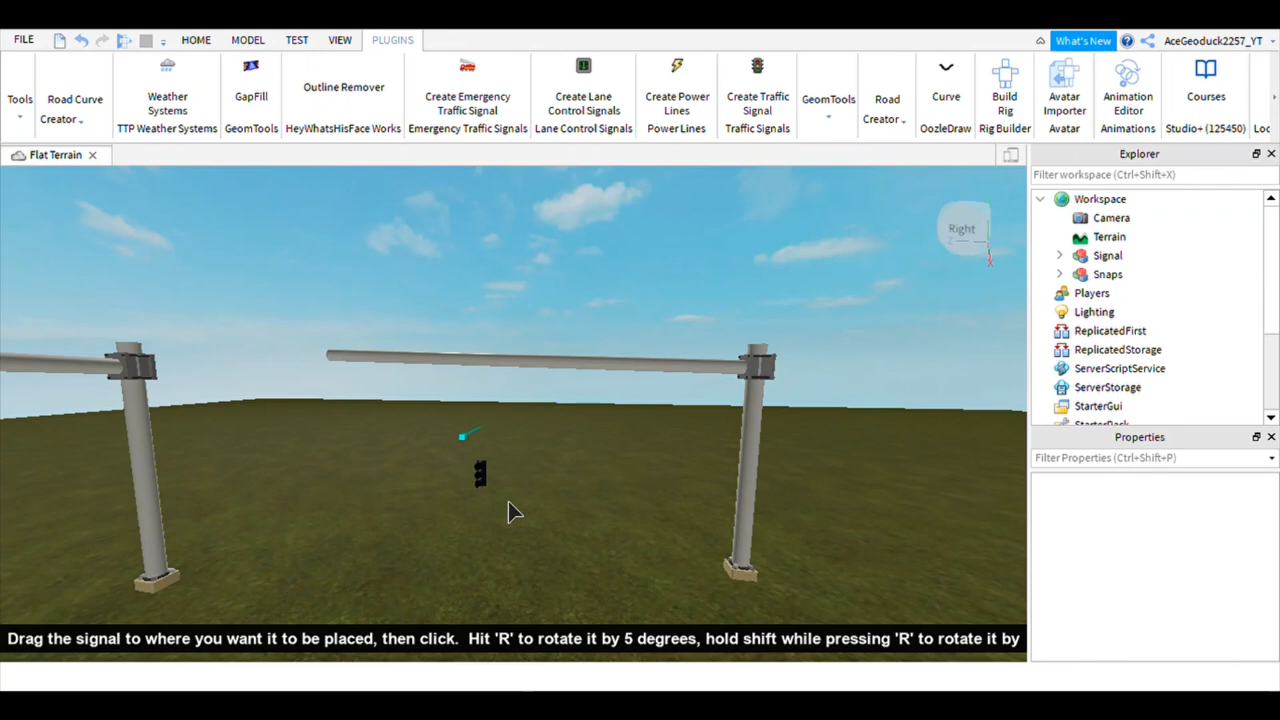 FILE
HOME
MODEL
TEST
VIEW
PLUGINS
What's New
AceGeoduck2257_YT
Tools
Road Curve
Creator
Weather
Systems
TTP Weather Systems
GapFill
GeomTools
Outline Remover
HeyWhatsHisFace Works
Create Emergency
Traffic Signal
Emergency Traffic Signals
Create Lane
Control Signals
Lane Control Signals
Create Power
Lines
Power Lines
Create Traffic
Signal
Traffic Signals
GeomTools
Road
Creator
Curve
OozleDraw
Build
Rig
Rig Builder
Avatar
Importer
Avatar
Animation
Editor
Animations
Courses
Studio+ (125450)
Loc
Flat Terrain
Explorer
Filter workspace (Ctrl+Shift+X)
Workspace
Camera
Terrain
Signal
Snaps
Players
Lighting
ReplicatedFirst
ReplicatedStorage
ServerScriptService
ServerStorage
StarterGui
StarterPack
Properties
Filter Properties (Ctrl+Shift+P)
Right
Z
X
Drag the signal to where you want it to be placed, then click. Hit 'R' to rotate it by 5 degrees, hold shift while pressing 'R' to rotate it by